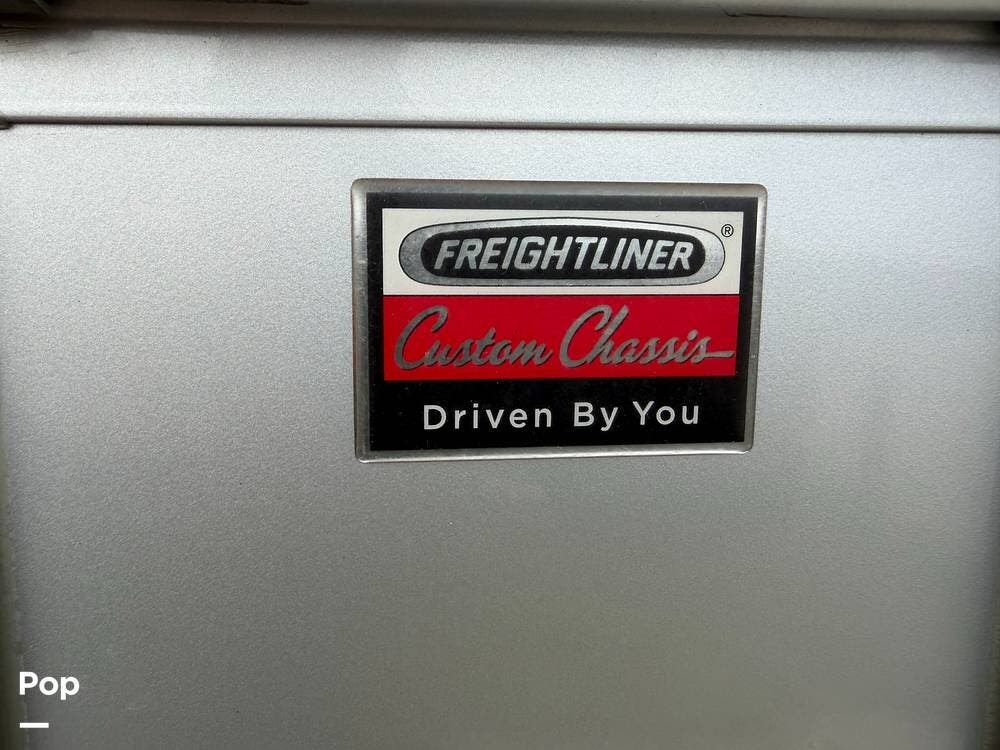 FREIGHTLINER ®
Custom Chassis
Driven By You
Pop